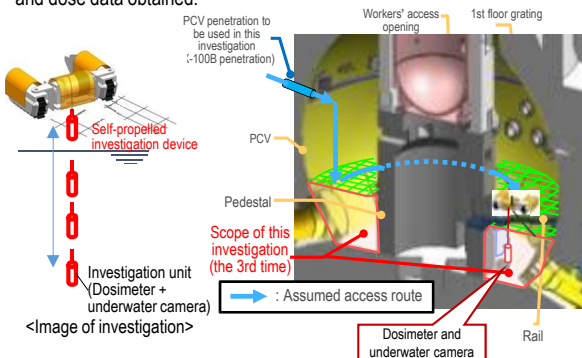 and dose data obtained.
PCV penetration to
be used in this
investigation
(X-100B penetration)
Workers' access
opening
1st floor grating
Self-propelled
investigation device
PCV
Pedestal
Scope of this
investigation
(the 3rd time)
Investigation unit
(Dosimeter +
underwater camera)
<Image of investigation>
: Assumed access route
Rail
Dosimeter and
underwater camera